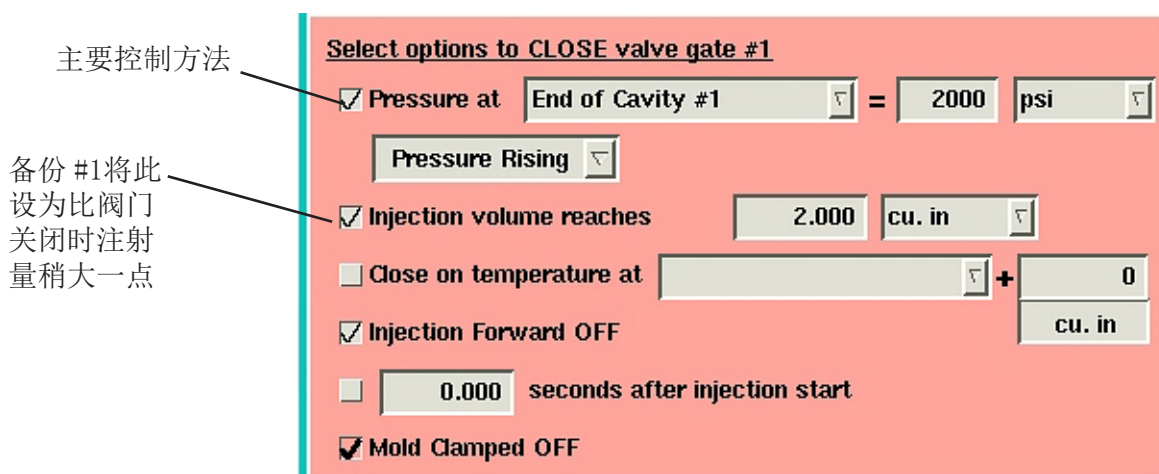 主要控制方法
备份 #1将此
设为比阀门
关闭时注射
量稍大一点
Select options to CLOSE valve gate #1
Pressure at End of Cavity #1 = 2000 psi
Pressure Rising
Injection volume reaches 2.000 cu. in
Close on temperature at + 0
cu. in
Injection Forward OFF
0.000 seconds after injection start
Mold Clamped OFF